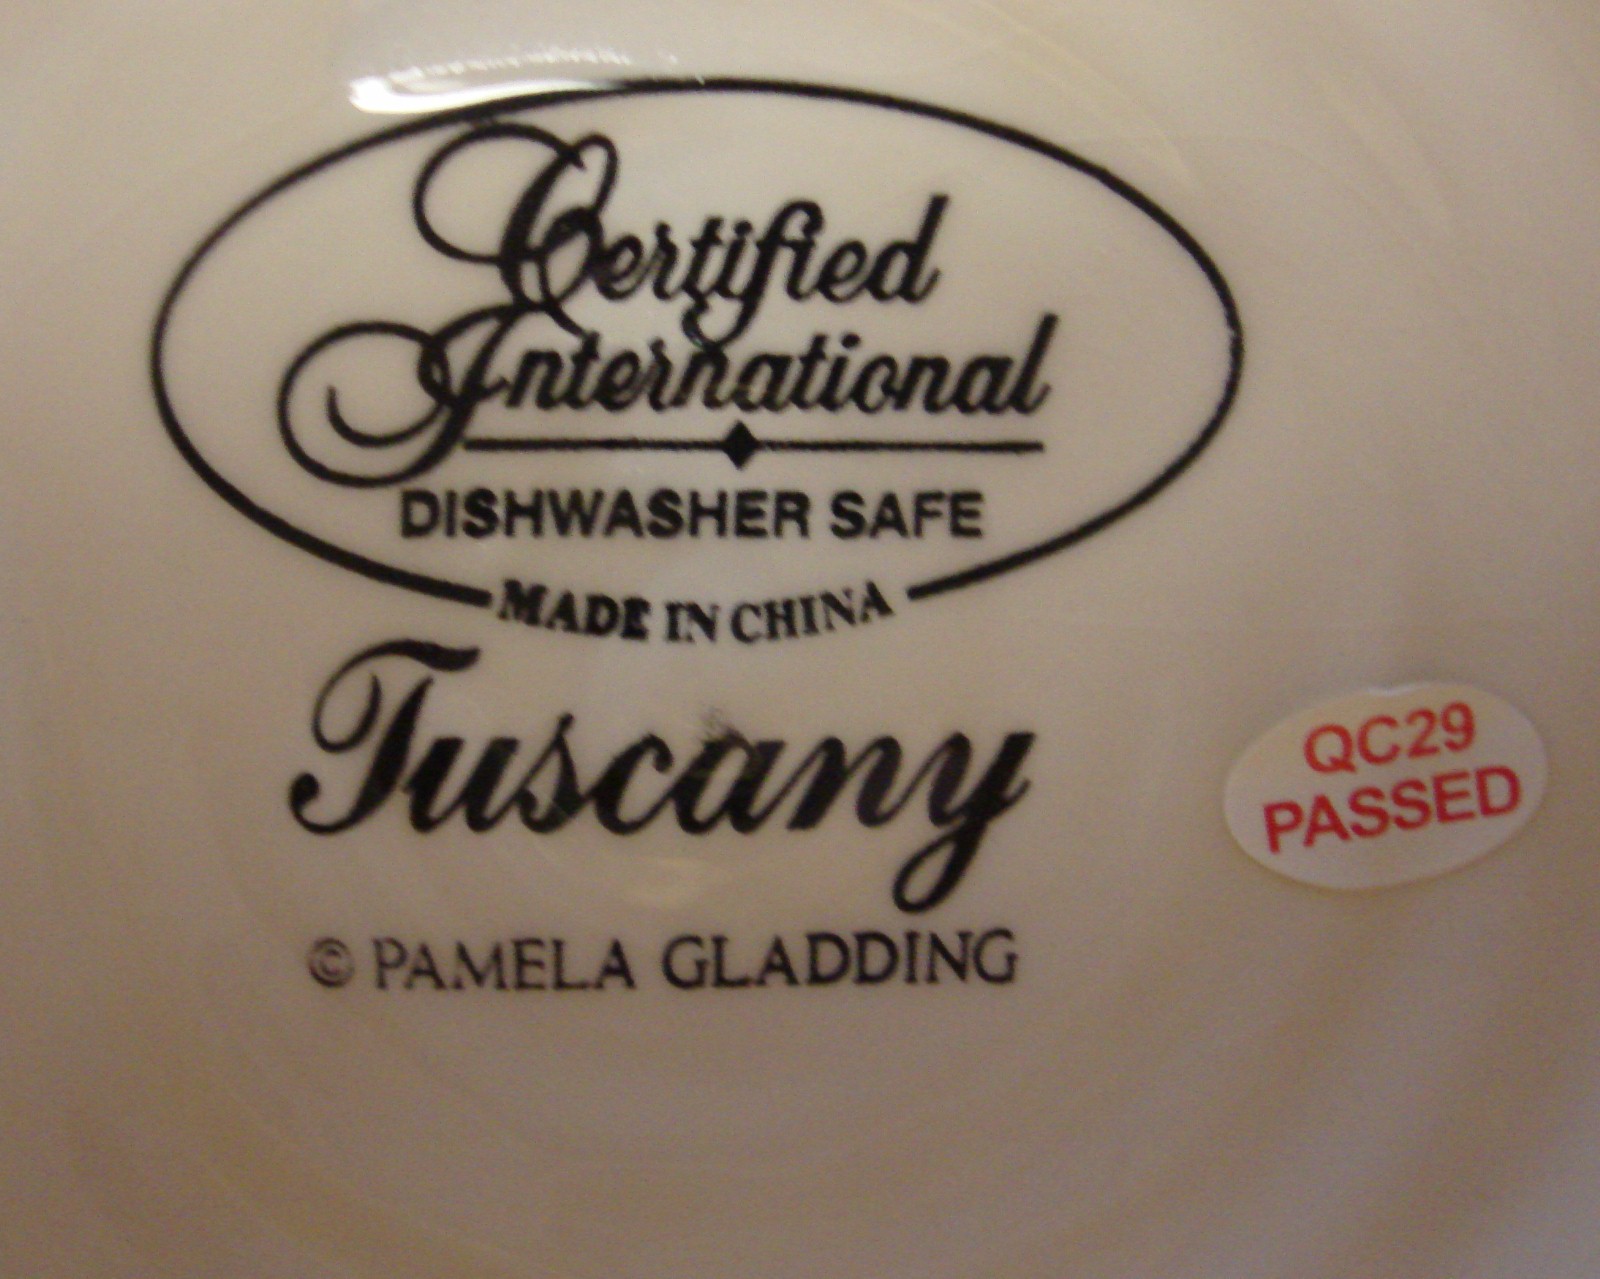 Certified
International
DISHWASHER SAFE
MADE IN CHINA
Tuscany
© PAMELA GLADDING
QC29
PASSED